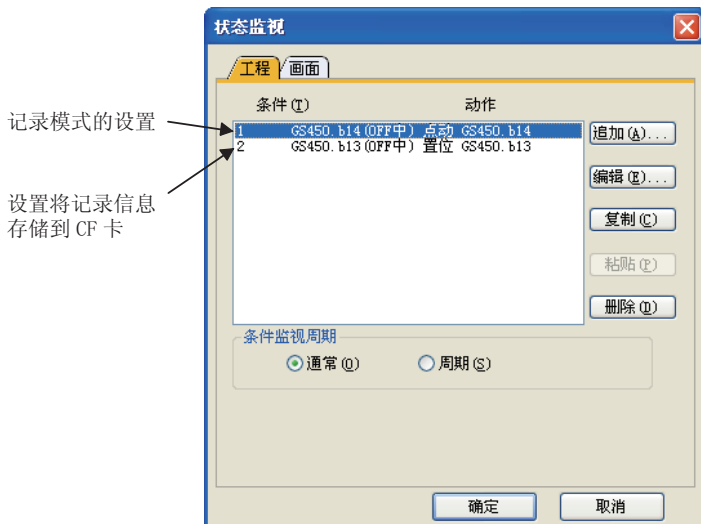 状态监视
工程 画面
条件(T) 动作
记录模式的设置
1 GS450.b14(OFF中) 点动 GS450.b14
2 GS450.b13(OFF中) 置位 GS450.b13
追加(A)...
编辑(E)...
复制(C)
粘贴(P)
删除(D)
设置将记录信息
存储到 CF 卡
条件监视周期
通常(O) 周期(S)
确定 取消